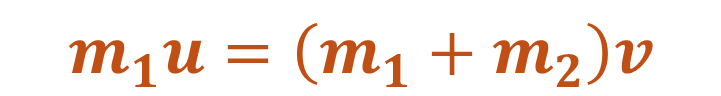 m₁u = (m₁ + m₂)v